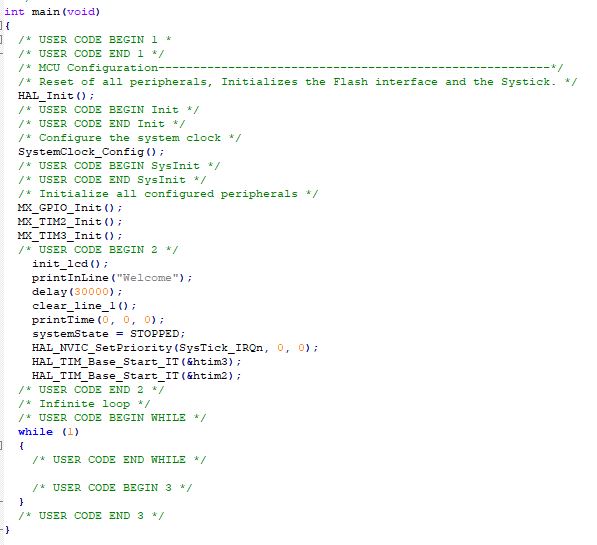 int main(void)
{
/* USER CODE BEGIN 1 *
/* USER CODE END 1 */
/* MCU Configuration--------------------------------------------------------*/
/* Reset of all peripherals, Initializes the Flash interface and the Systick. */
HAL_Init();
/* USER CODE BEGIN Init */
/* USER CODE END Init */
/* Configure the system clock */
SystemClock_Config();
/* USER CODE BEGIN SysInit */
/* USER CODE END SysInit */
/* Initialize all configured peripherals */
MX_GPIO_Init();
MX_TIM2_Init();
MX_TIM3_Init();
/* USER CODE BEGIN 2 */
init_lcd();
printInLine("Welcome");
delay(30000);
clear_line_1();
printTime(0, 0, 0);
systemState = STOPPED;
HAL_NVIC_SetPriority(SysTick_IRQn, 0, 0);
HAL_TIM_Base_Start_IT(&htim3);
HAL_TIM_Base_Start_IT(&htim2);
/* USER CODE END 2 */
/* Infinite loop */
/* USER CODE BEGIN WHILE */
while (1)
{
/* USER CODE END WHILE */
/* USER CODE BEGIN 3 */
}
/* USER CODE END 3 */
}